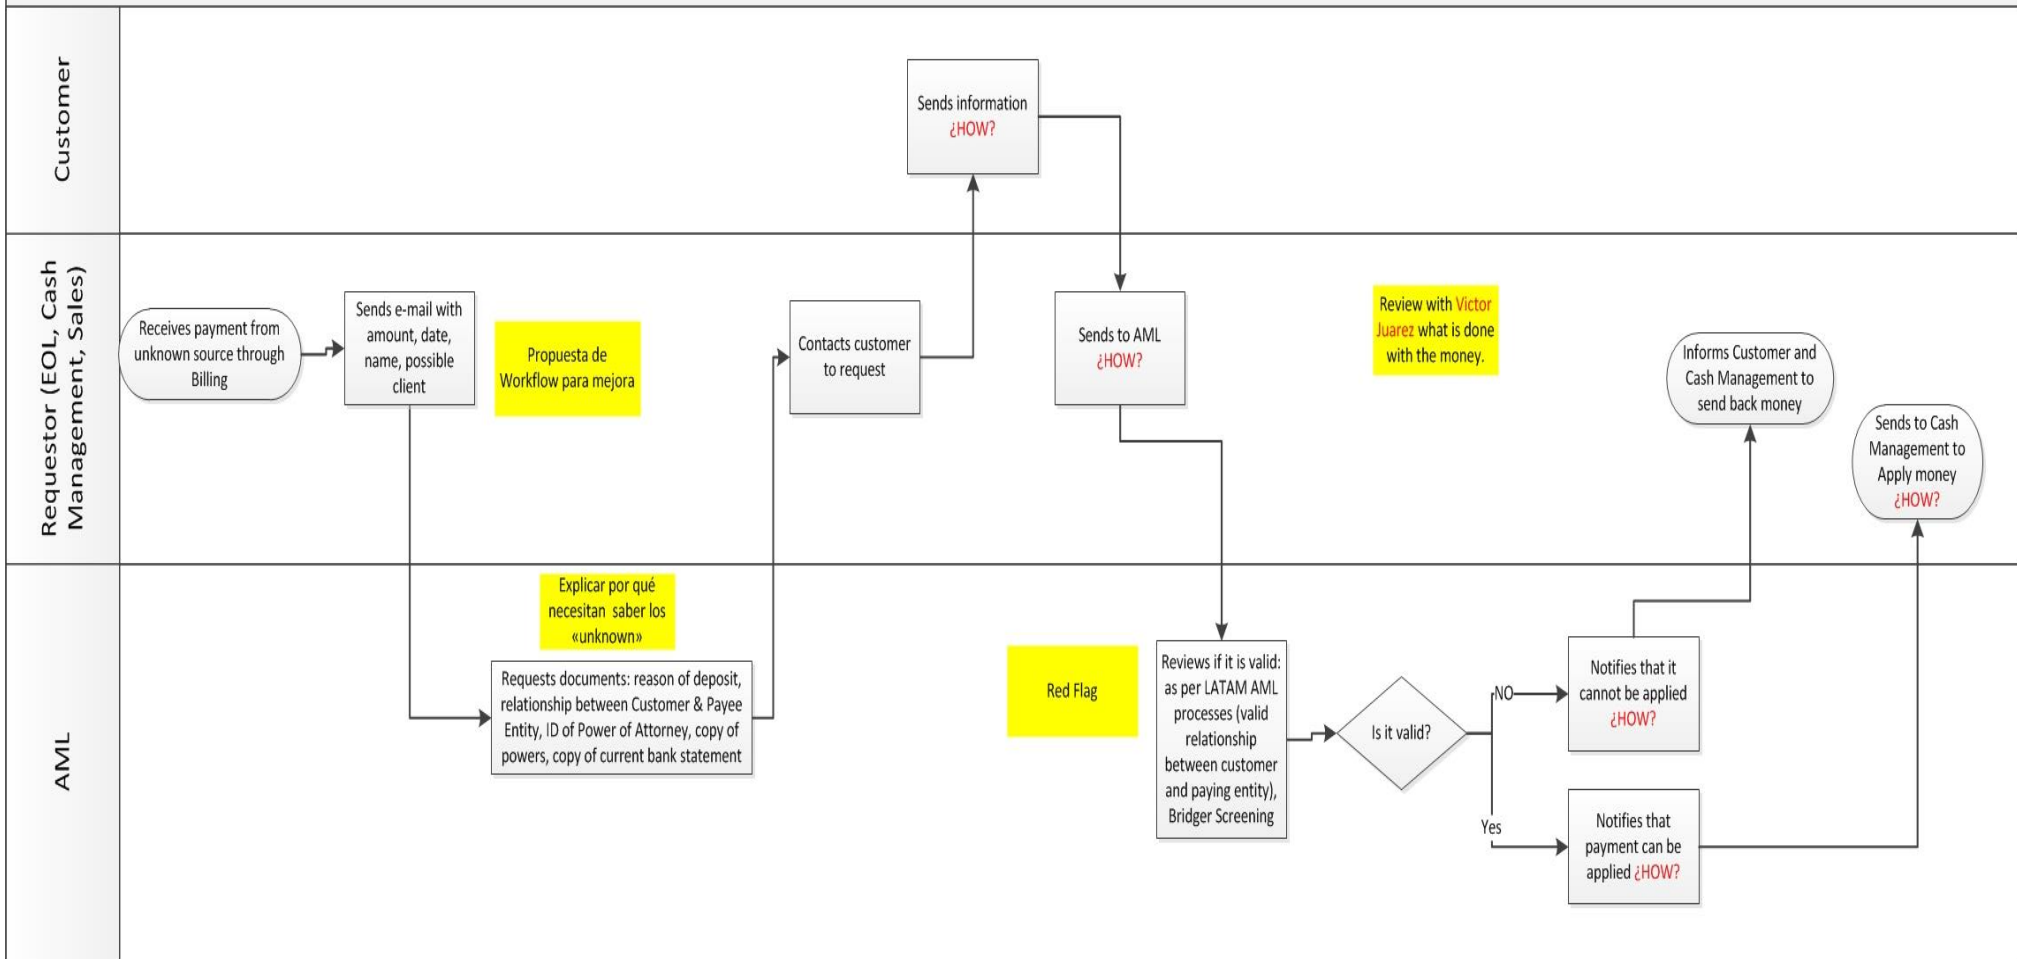 Customer
Sends information
¿HOW?
Requestor (EOL, Cash
Management, Sales)
Receives payment from
unknown source through
Billing
Sends e-mail with
amount, date,
name, possible
client
Propuesta de
Workflow para mejora
Contacts customer
to request
Sends to AML
¿HOW?
Review with Victor
Juarez what is done
with the money.
Informs Customer and
Cash Management to
send back money
Sends to Cash
Management to
Apply money
¿HOW?
AML
Explicar por qué
necesitan saber los
«unknown»
Requests documents: reason of deposit,
relationship between Customer & Payee
Entity, ID of Power of Attorney, copy of
powers, copy of current bank statement
Red Flag
Reviews if it is valid:
as per LATAM AML
processes (valid
relationship
between customer
and paying entity),
Bridger Screening
Is it valid?
NO
Notifies that it
cannot be applied
¿HOW?
Yes
Notifies that
payment can be
applied ¿HOW?